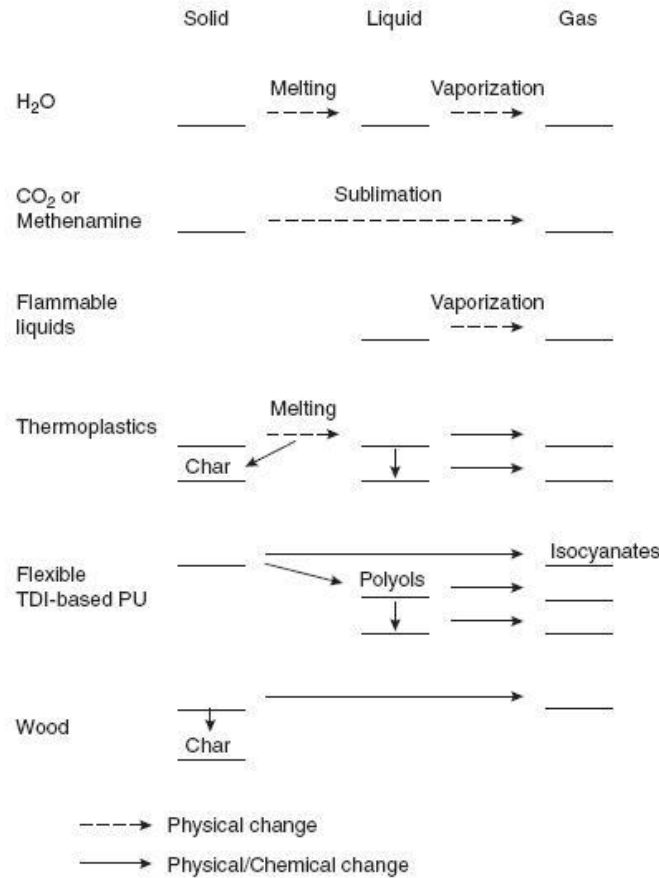 Solid Liquid Gas
Melting Vaporization
H₂O
CO₂ or
Methenamine
Sublimation
Flammable
liquids
Vaporization
Melting
Thermoplastics
Char
Isocyanates
Flexible
TDI-based PU
Polyols
Wood
Char
Physical change
Physical/Chemical change